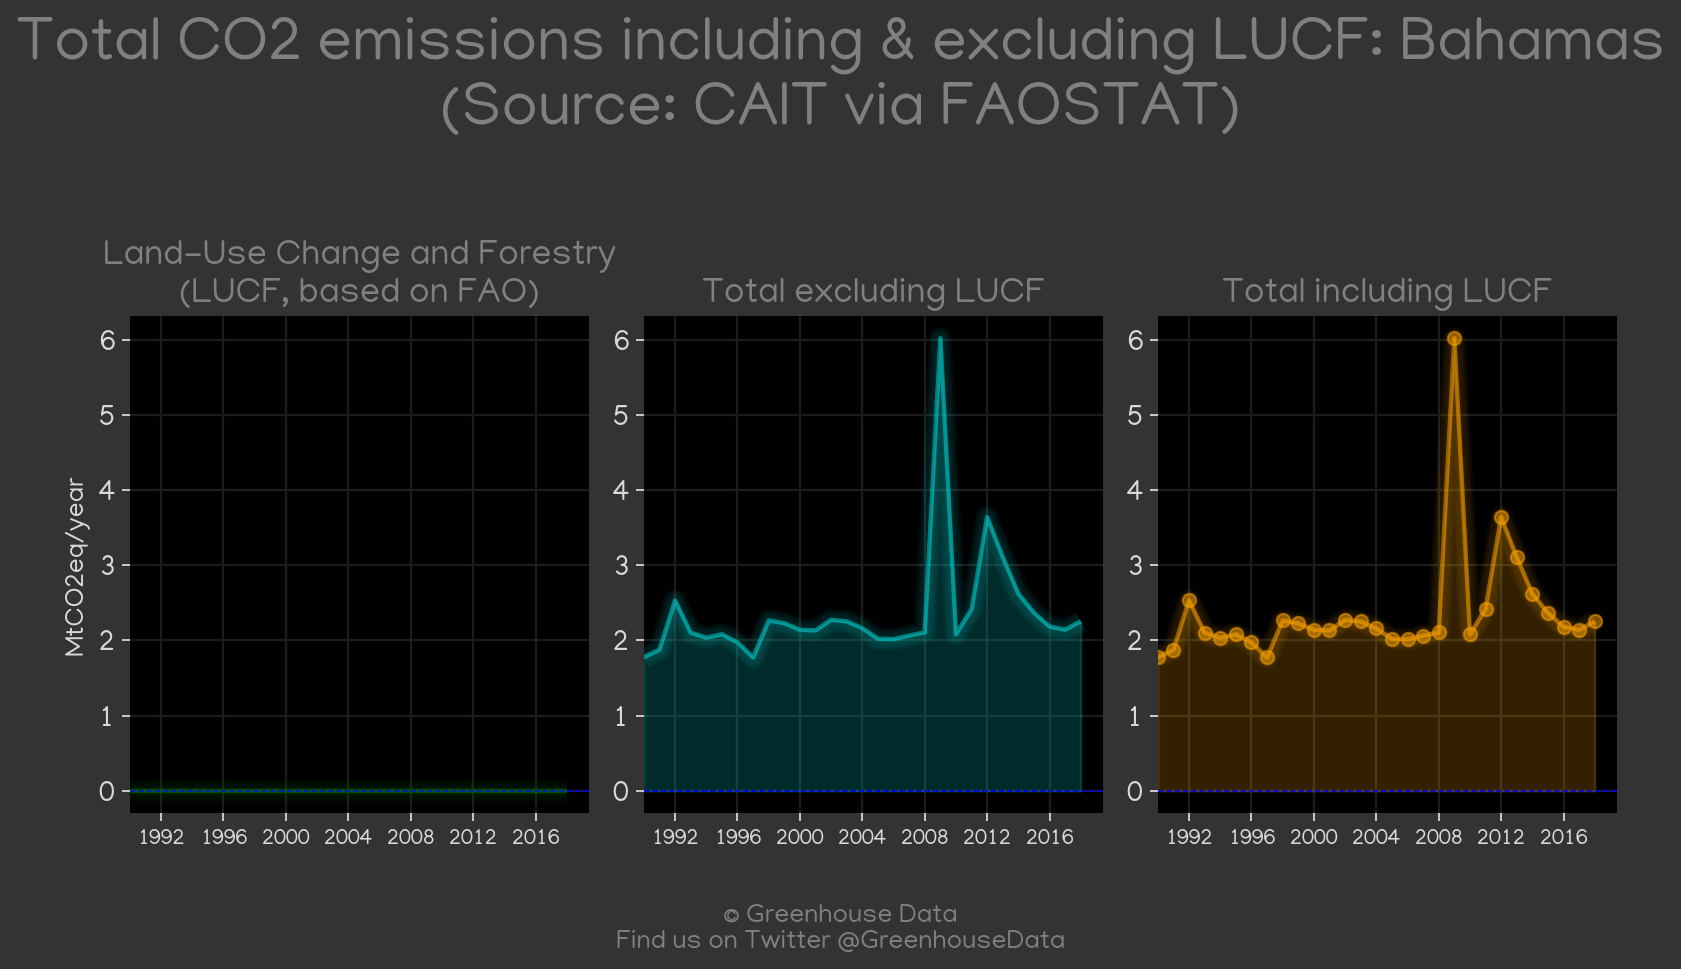 Total CO2 emissions including & excluding LUCF: Bahamas
(Source: CAIT via FAOSTAT)
Land-Use Change and Forestry
(LUCF, based on FAO)
Total excluding LUCF
Total including LUCF
MtCO2eq/year
6
5
4
3
2
1
0
1992 1996 2000 2004 2008 2012 2016
6
5
4
3
2
1
0
1992 1996 2000 2004 2008 2012 2016
6
5
4
3
2
1
0
1992 1996 2000 2004 2008 2012 2016
© Greenhouse Data
Find us on Twitter @GreenhouseData